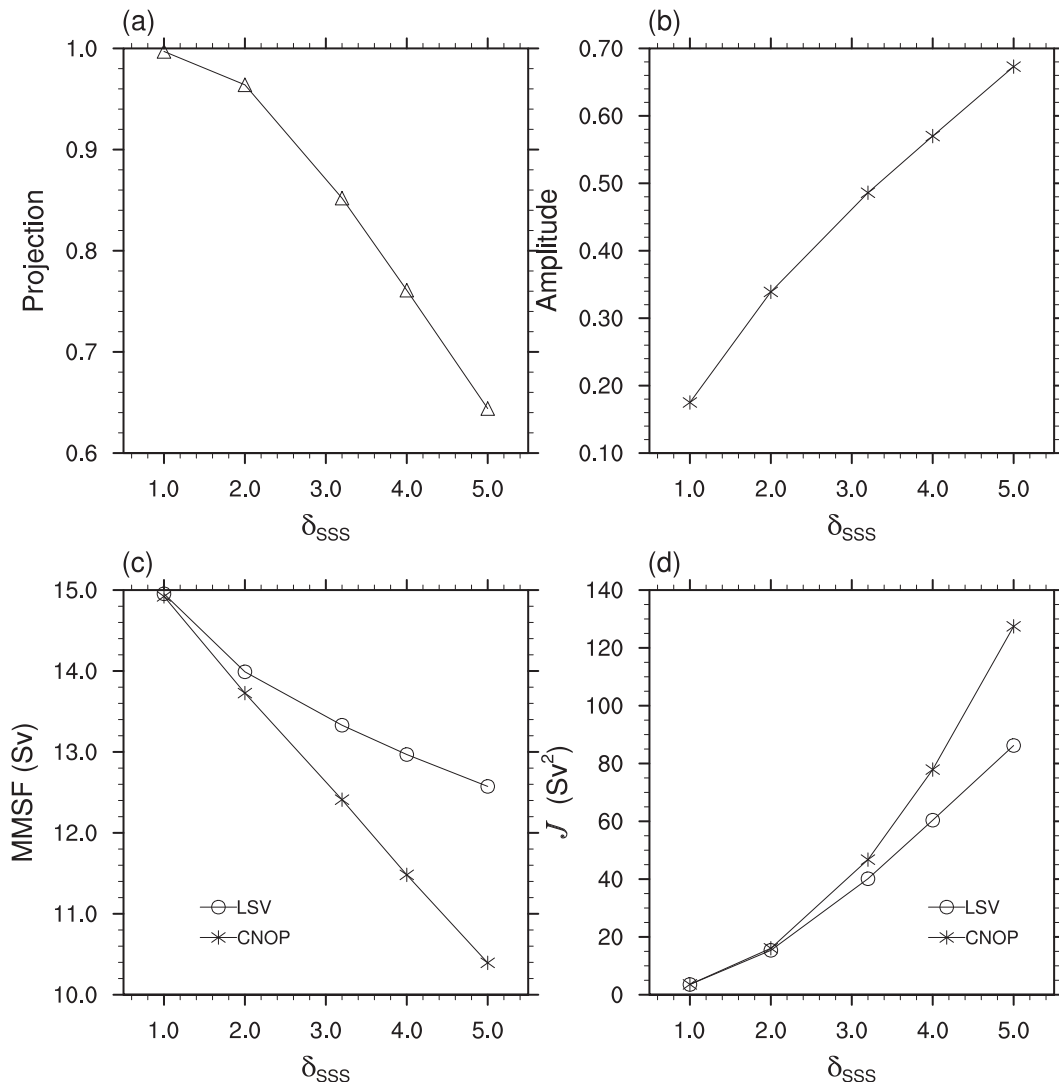 (a)
1.0
0.9
0.8
0.7
0.6
Projection
1.0 2.0 3.0 4.0 5.0
δSSS
(b)
0.70
0.60
0.50
0.40
0.30
0.20
0.10
Amplitude
1.0 2.0 3.0 4.0 5.0
δSSS
(c)
15.0
14.0
13.0
12.0
11.0
10.0
MMSF (Sv)
LSV
CNOP
1.0 2.0 3.0 4.0 5.0
δSSS
(d)
140
120
100
80
60
40
20
0
J (Sv²)
LSV
CNOP
1.0 2.0 3.0 4.0 5.0
δSSS